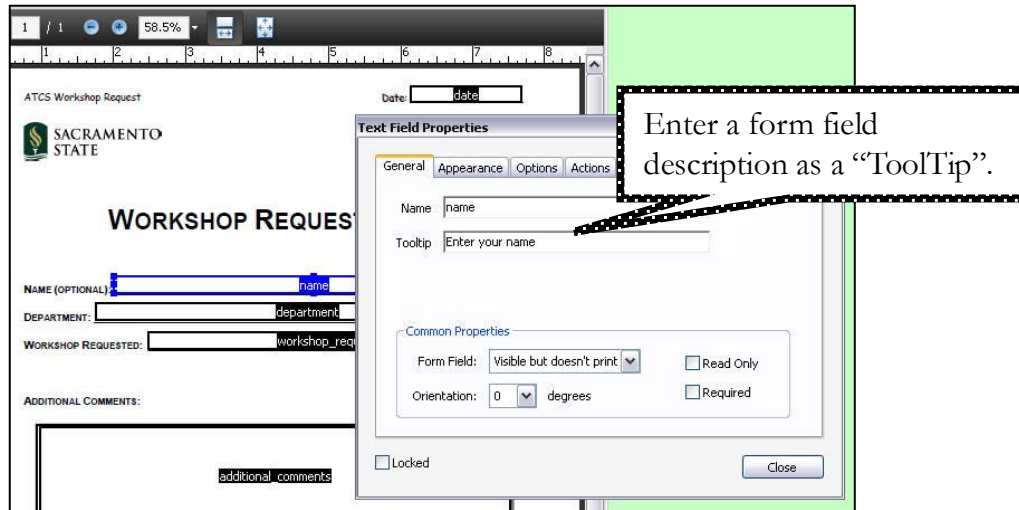 1 / 1 58.5%
1 2 3 4 5 6 7 8
ATCS Workshop Request
Date: date
SACRAMENTO
STATE
WORKSHOP REQUES
NAME (OPTIONAL): name
DEPARTMENT: department
WORKSHOP REQUESTED: workshop_req
ADDITIONAL COMMENTS:
additional_comments
Text Field Properties
General Appearance Options Actions
Name name
Tooltip Enter your name
Common Properties
Form Field: Visible but doesn't print Read Only
Orientation: 0 degrees Required
Locked
Close
Enter a form field
description as a “ToolTip”.